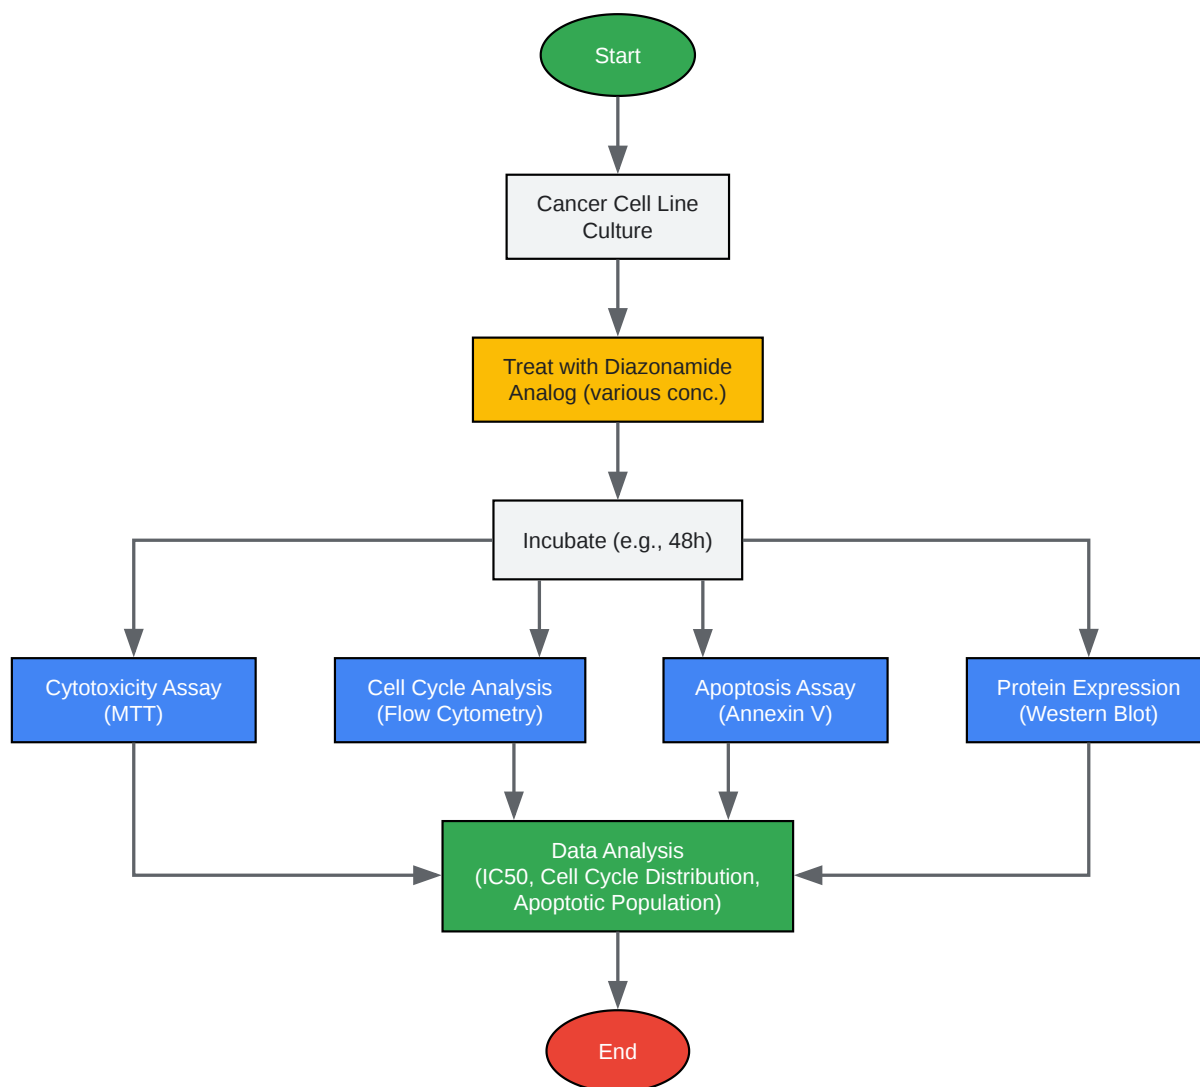 Start
Cancer Cell Line
Culture
Treat with Diazonamide
Analog (various conc.)
Incubate (e.g., 48h)
Cytotoxicity Assay
(MTT)
Cell Cycle Analysis
(Flow Cytometry)
Apoptosis Assay
(Annexin V)
Protein Expression
(Western Blot)
Data Analysis
(IC50, Cell Cycle Distribution,
Apoptotic Population)
End